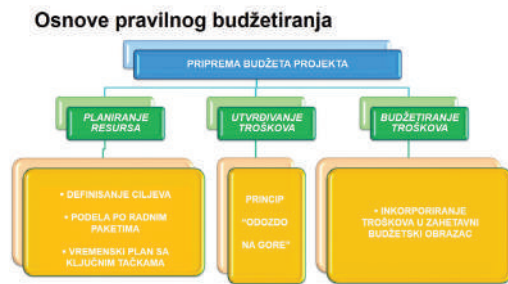 Osnove pravilnog budžetiranja
PRIPREMA BUDŽETA PROJEKTA
PLANIRANJE
RESURSA
UTVRĐIVANJE
TROŠKOVA
BUDŽETIRANJE
TROŠKOVA
• DEFINISANJE CILJEVA
• PODELA PO RADNIM
PAKETIMA
• VREMENSKI PLAN SA
KLJUČNIM TAČKAMA
PRINCIP
"ODOZDO
NA GORE"
• INKORPORIRANJE
TROŠKOVA U ZAHETAVNI
BUDŽETSKI OBRAZAC